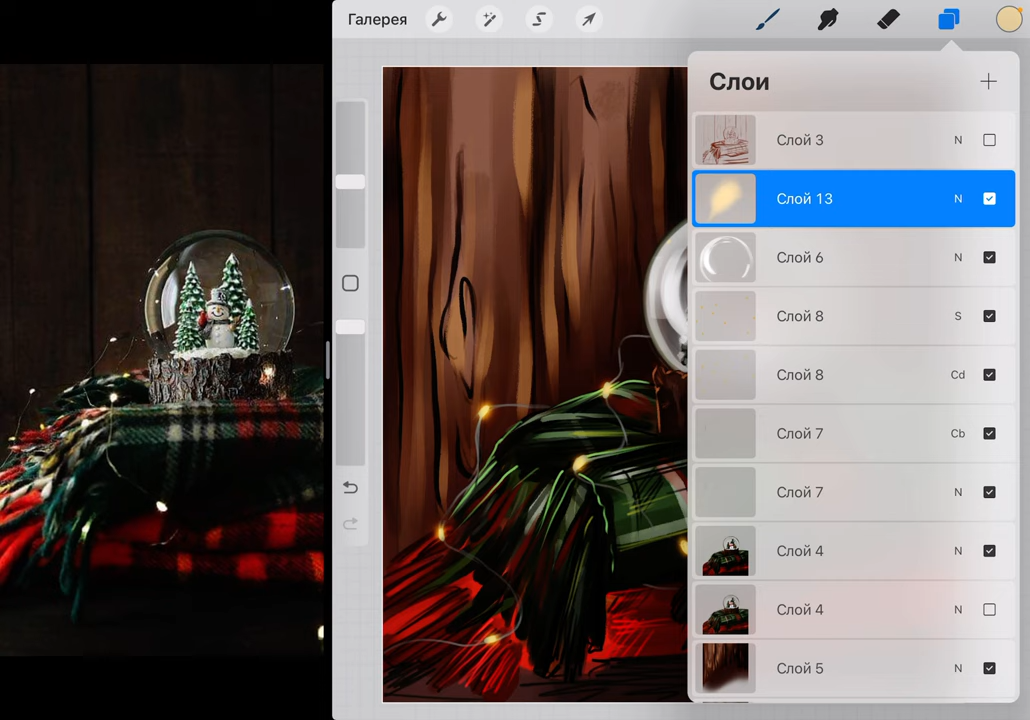 Галерея
Слои
Слой 3 N
Слой 13 N
Слой 6 N
Слой 8 S
Слой 8 Cd
Слой 7 Cb
Слой 7 N
Слой 4 N
Слой 4 N
Слой 5 N